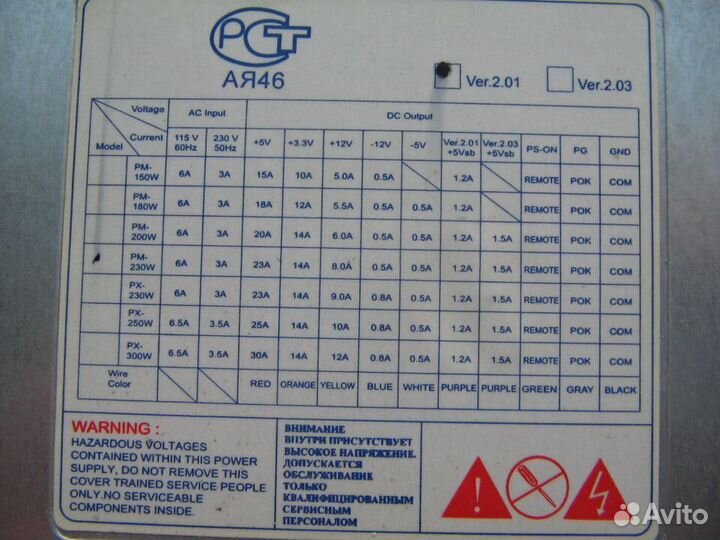 РСТ
АЯ46
Ver.2.01 Ver.2.03
Voltage AC Input DC Output
Model Current 115 V 60Hz 230 V 50Hz +5V +3.3V +12V -12V -5V Ver.2.01 +5Vsb Ver.2.03 +5Vsb PS-ON PG GND
PM-150W 6A 3A 15A 10A 5.0A 0.5A 1.2A REMOTE POK COM
PM-180W 6A 3A 18A 12A 5.5A 0.5A 0.5A 1.2A REMOTE POK COM
PM-200W 6A 3A 20A 14A 6.0A 0.5A 0.5A 1.2A 1.5A REMOTE POK COM
PM-230W 6A 3A 23A 14A 8.0A 0.5A 0.5A 1.2A 1.5A REMOTE POK COM
PX-230W 6A 3A 23A 14A 9.0A 0.8A 0.5A 1.2A 1.5A REMOTE POK COM
PX-250W 6.5A 3.5A 25A 14A 10A 0.8A 0.5A 1.2A 1.5A REMOTE POK COM
PX-300W 6.5A 3.5A 30A 14A 12A 0.8A 0.5A 1.2A 1.5A REMOTE POK COM
Wire Color RED ORANGE YELLOW BLUE WHITE PURPLE PURPLE GREEN GRAY BLACK
WARNING :
HAZARDOUS VOLTAGES
CONTAINED WITHIN THIS POWER
SUPPLY, DO NOT REMOVE THIS
COVER TRAINED SERVICE PEOPLE
ONLY.NO SERVICEABLE
COMPONENTS INSIDE.
ВНИМАНИЕ
ВНУТРИ ПРИСУТСТВУЕТ
ВЫСОКОЕ НАПРЯЖЕНИЕ.
ДОПУСКАЕТСЯ
ОБСЛУЖИВАНИЕ
ТОЛЬКО
КВАЛИФИЦИРОВАННЫМ
СЕРВИСНЫМ
ПЕРСОНАЛОМ
Avito